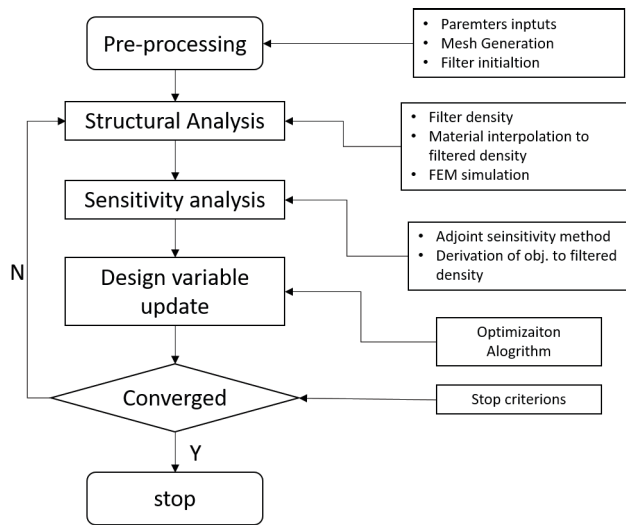 Pre-processing
• Paremters inptuts
• Mesh Generation
• Filter initialtion
Structural Analysis
• Filter density
• Material interpolation to
filtered density
• FEM simulation
Sensitivity analysis
• Adjoint seinsitivity method
• Derivation of obj. to filtered
density
N
Design variable
update
Optimizaiton
Alogrithm
Converged
Stop criterions
Y
stop